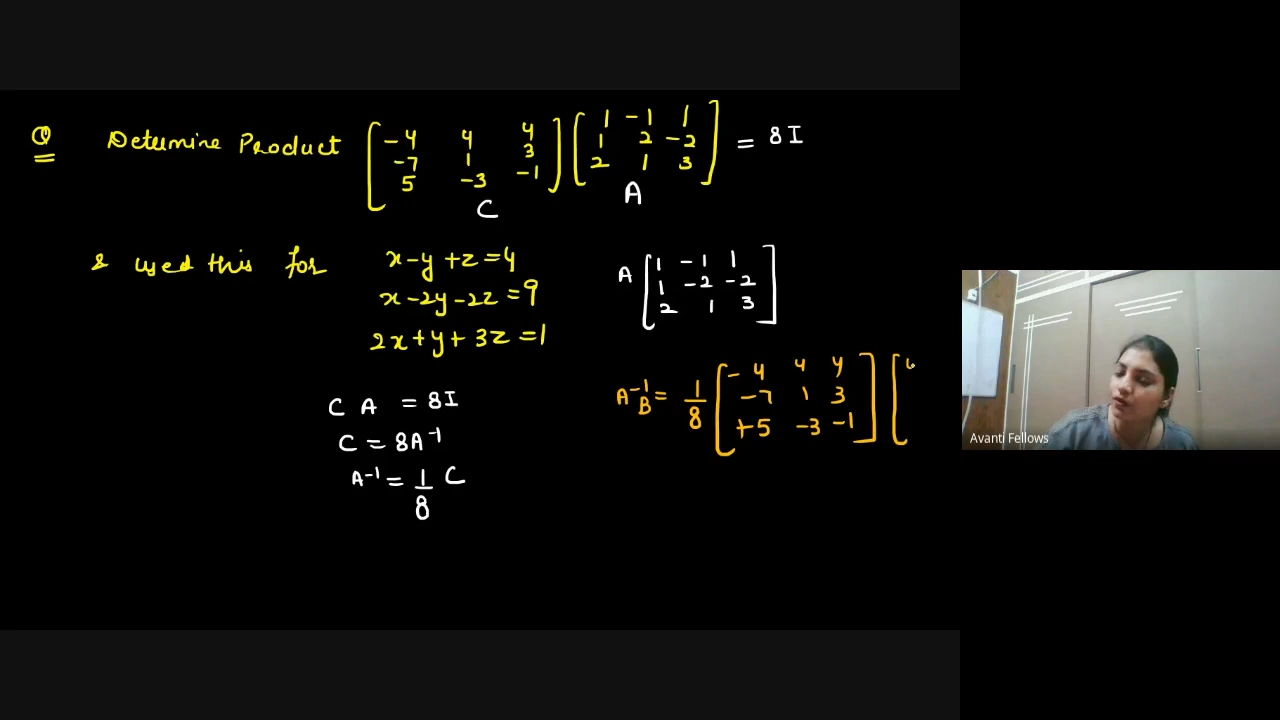 Q Determine Product [-4 4 4 -7 1 3 5 -3 -1] [1 -1 1 1 2 -2 2 1 3] = 8I
C A
& used this for x-y+z=4
x-2y-2z=9
2x+y+3z=1
A [1 -1 1 1 -2 -2 2 1 3]
C A = 8I
C = 8A⁻¹
A⁻¹ = 1/8 C
A⁻¹B = 1/8 [-4 4 4 -7 1 3 +5 -3 -1] [
Avanti Fellows